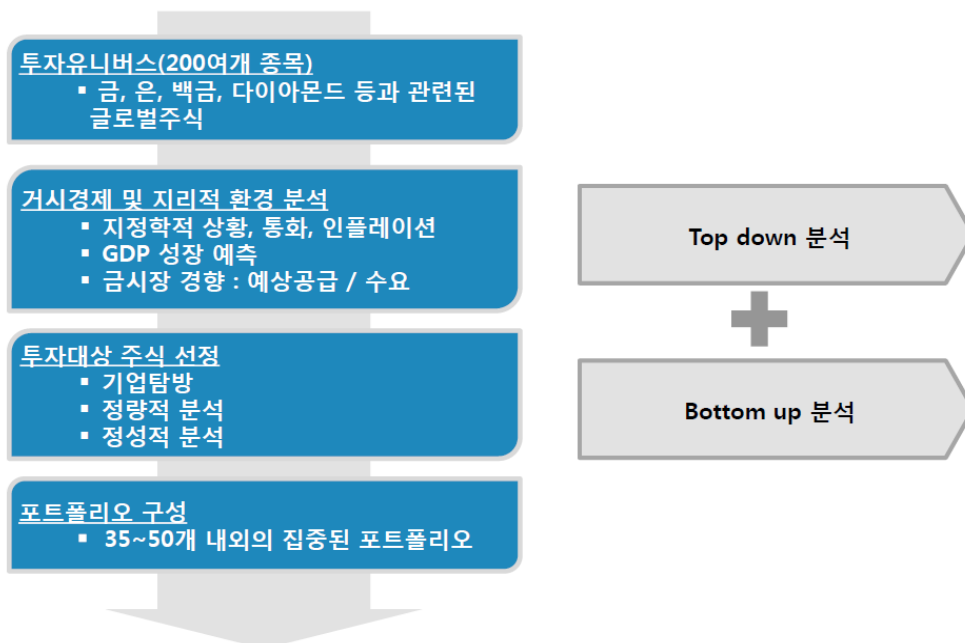 투자유니버스(200여개 종목)
▪ 금, 은, 백금, 다이아몬드 등과 관련된
글로벌주식
거시경제 및 지리적 환경 분석
▪ 지정학적 상황, 통화, 인플레이션
▪ GDP 성장 예측
▪ 금시장 경향 : 예상공급 / 수요
투자대상 주식 선정
▪ 기업탐방
▪ 정량적 분석
▪ 정성적 분석
포트폴리오 구성
▪ 35~50개 내외의 집중된 포트폴리오
Top down 분석
Bottom up 분석